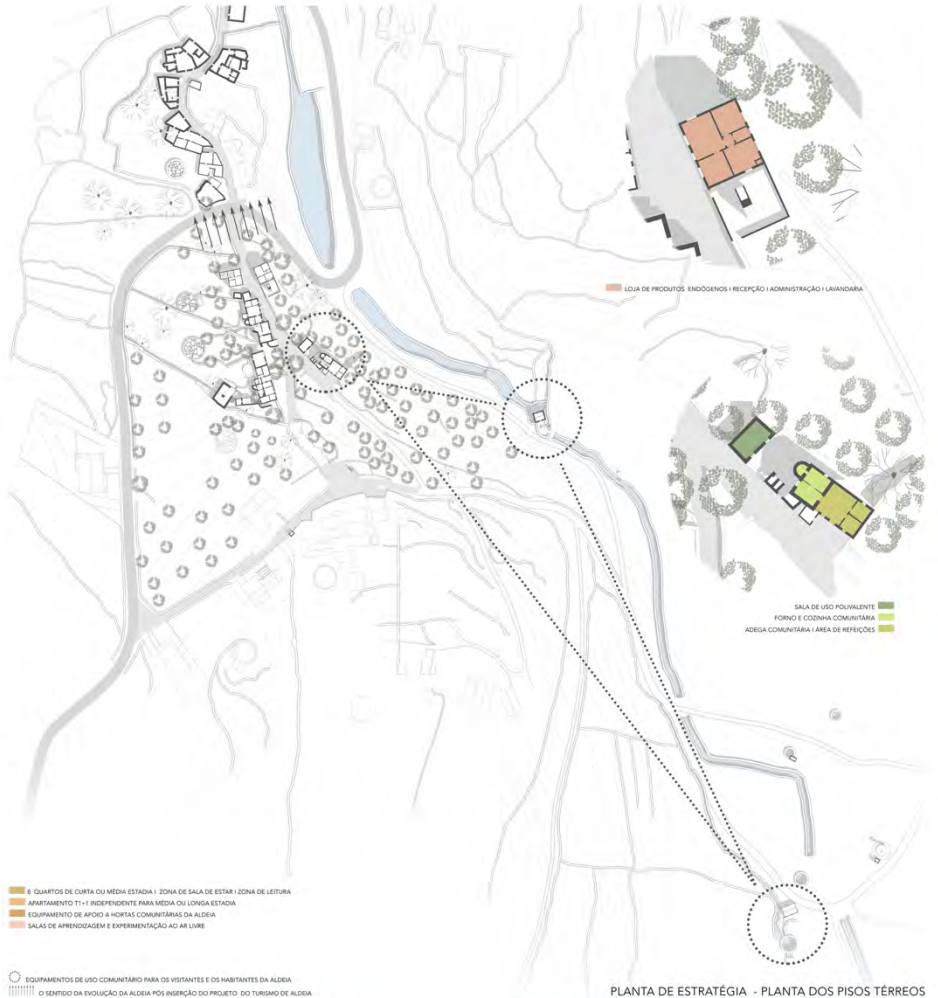 LOJA DE PRODUTOS ENDÓGENOS I RECEPÇÃO I ADMINISTRAÇÃO I LAVANDARIA
SALA DE USO POLIVALENTE
FORNO E COZINHA COMUNITÁRIA
ADEGA COMUNITÁRIA I ÁREA DE REFEIÇÕES
6 QUARTOS DE CURTA OU MÉDIA ESTADIA I ZONA DE SALA DE ESTAR I ZONA DE LEITURA
APARTAMENTO T1+1 INDEPENDENTE PARA MÉDIA OU LONGA ESTADIA
EQUIPAMENTO DE APOIO A HORTAS COMUNITÁRIAS DA ALDEIA
SALAS DE APRENDIZAGEM E EXPERIMENTAÇÃO AO AR LIVRE
EQUIPAMENTOS DE USO COMUNITÁRIO PARA OS VISITANTES E OS HABITANTES DA ALDEIA
O SENTIDO DA EVOLUÇÃO DA ALDEIA PÓS INSERÇÃO DO PROJETO DO TURISMO DE ALDEIA
PLANTA DE ESTRATÉGIA - PLANTA DOS PISOS TÉRREOS